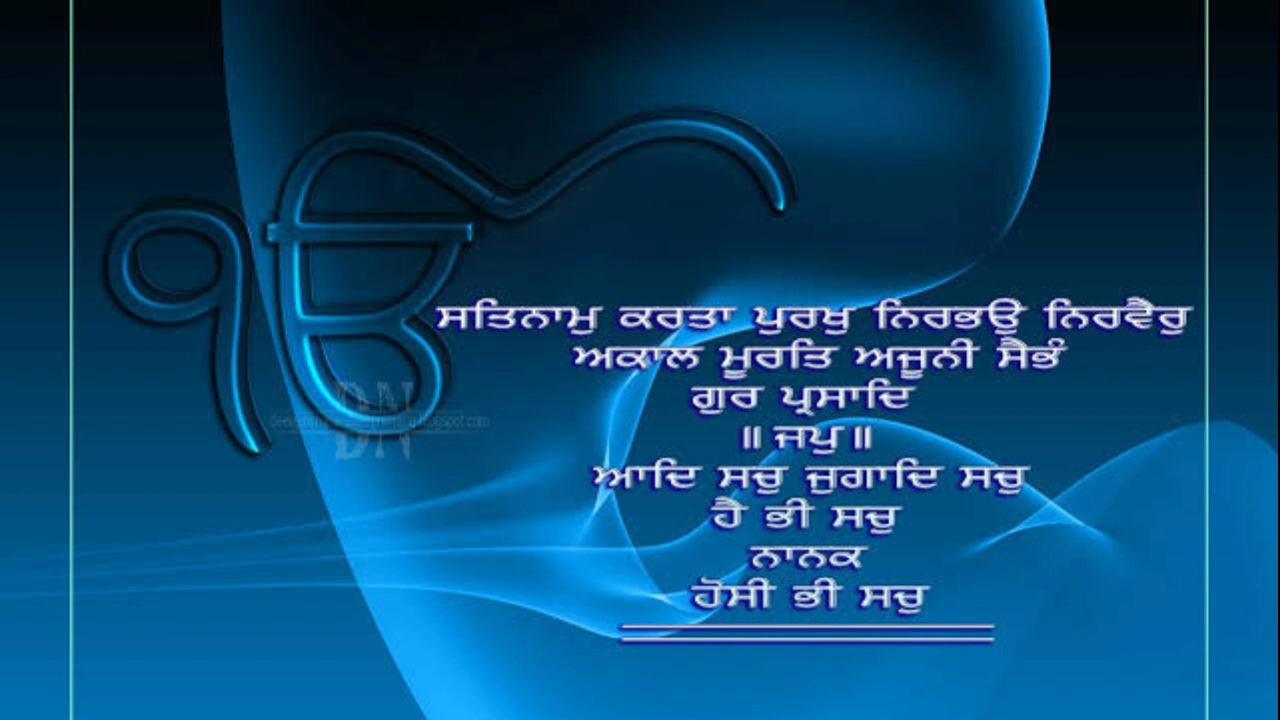 ੴ
ਸਤਿਨਾਮੁ ਕਰਤਾ ਪੁਰਖੁ ਨਿਰਭਉ ਨਿਰਵੈਰੁ
ਅਕਾਲ ਮੂਰਤਿ ਅਜੂਨੀ ਸੈਭੰ
ਗੁਰ ਪ੍ਰਸਾਦਿ
॥ ਜਪੁ ॥
ਆਦਿ ਸਚੁ ਜੁਗਾਦਿ ਸਚੁ
ਹੈ ਭੀ ਸਚੁ
ਨਾਨਕ
ਹੋਸੀ ਭੀ ਸਚੁ
DN